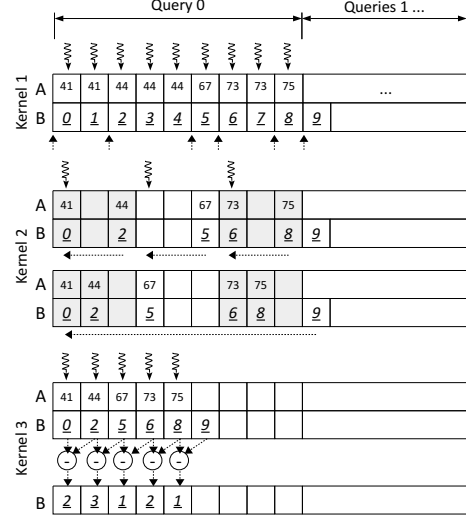 Query 0 Queries 1 ...
Kernel 1
A 41 41 44 44 44 67 73 73 75 ...
B 0 1 2 3 4 5 6 7 8 9
Kernel 2
A 41 44 67 73 75
B 0 2 5 6 8 9
A 41 44 67 73 75
B 0 2 5 6 8 9
Kernel 3
A 41 44 67 73 75
B 0 2 5 6 8 9
- - - - -
B 2 3 1 2 1